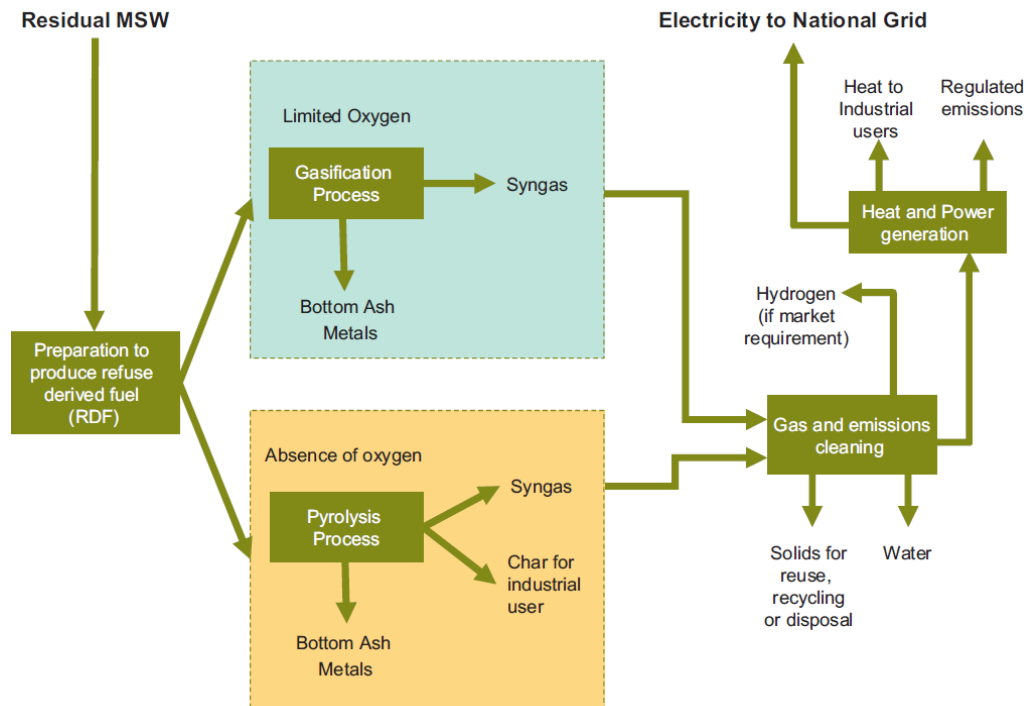 Residual MSW
Electricity to National Grid
Limited Oxygen
Gasification
Process
Syngas
Bottom Ash
Metals
Heat to
Industrial
users
Regulated
emissions
Heat and Power
generation
Hydrogen
(if market
requirement)
Preparation to
produce refuse
derived fuel
(RDF)
Gas and emissions
cleaning
Absence of oxygen
Pyrolysis
Process
Syngas
Char for
industrial
user
Bottom Ash
Metals
Solids for
reuse,
recycling
or disposal
Water